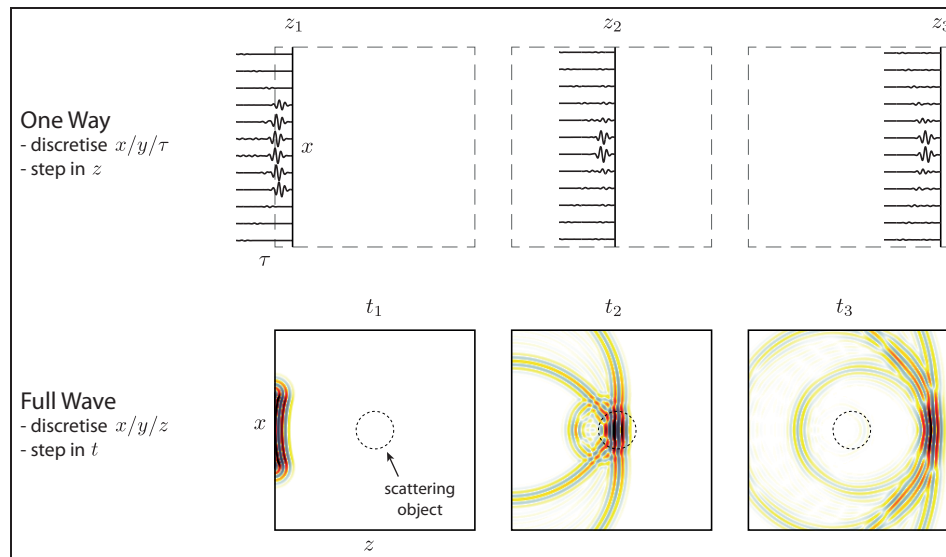 z₁ z₂ z₃
One Way
- discretise x/y/τ
- step in z
x
τ
t₁ t₂ t₃
Full Wave
- discretise x/y/z
- step in t
x
scattering
object
z